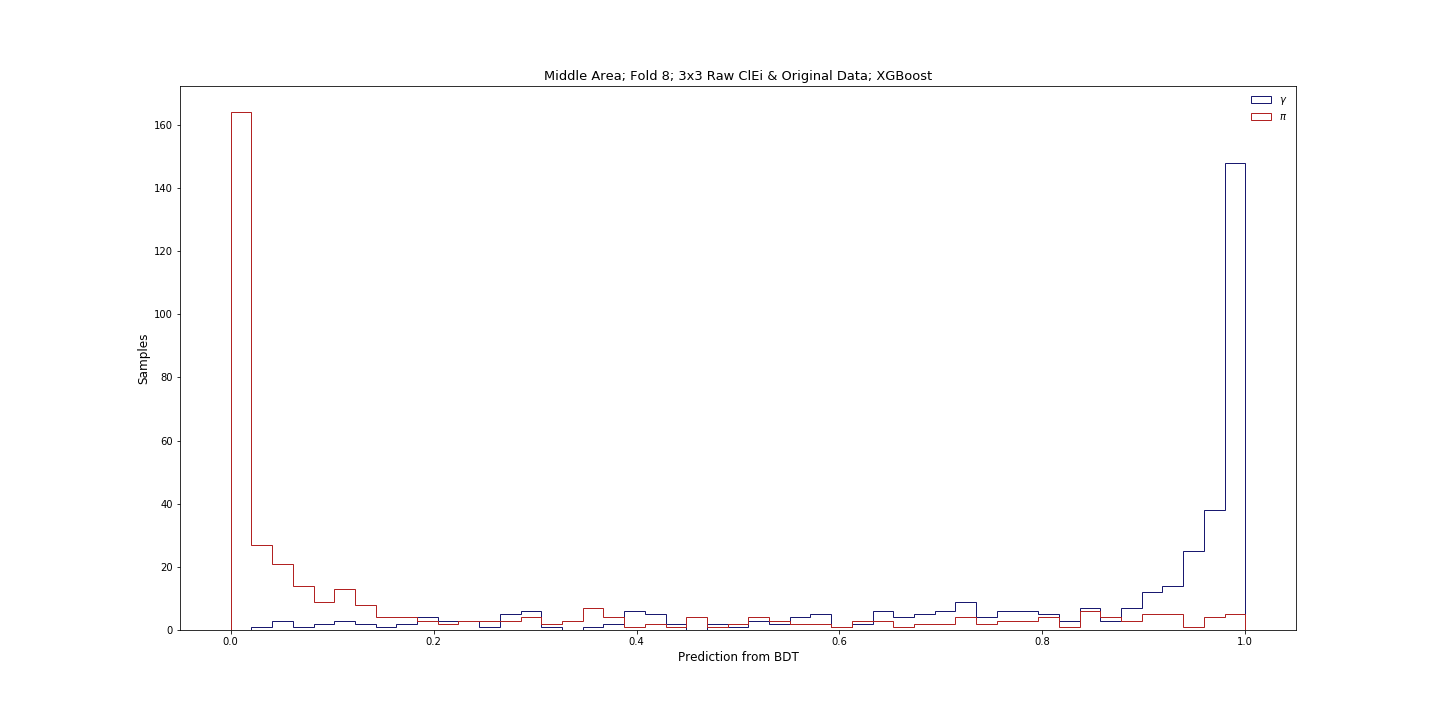 Middle Area; Fold 8; 3x3 Raw ClEi & Original Data; XGBoost
γ
π
160
140
120
100
80
60
40
20
0
Samples
0.0 0.2 0.4 0.6 0.8 1.0
Prediction from BDT